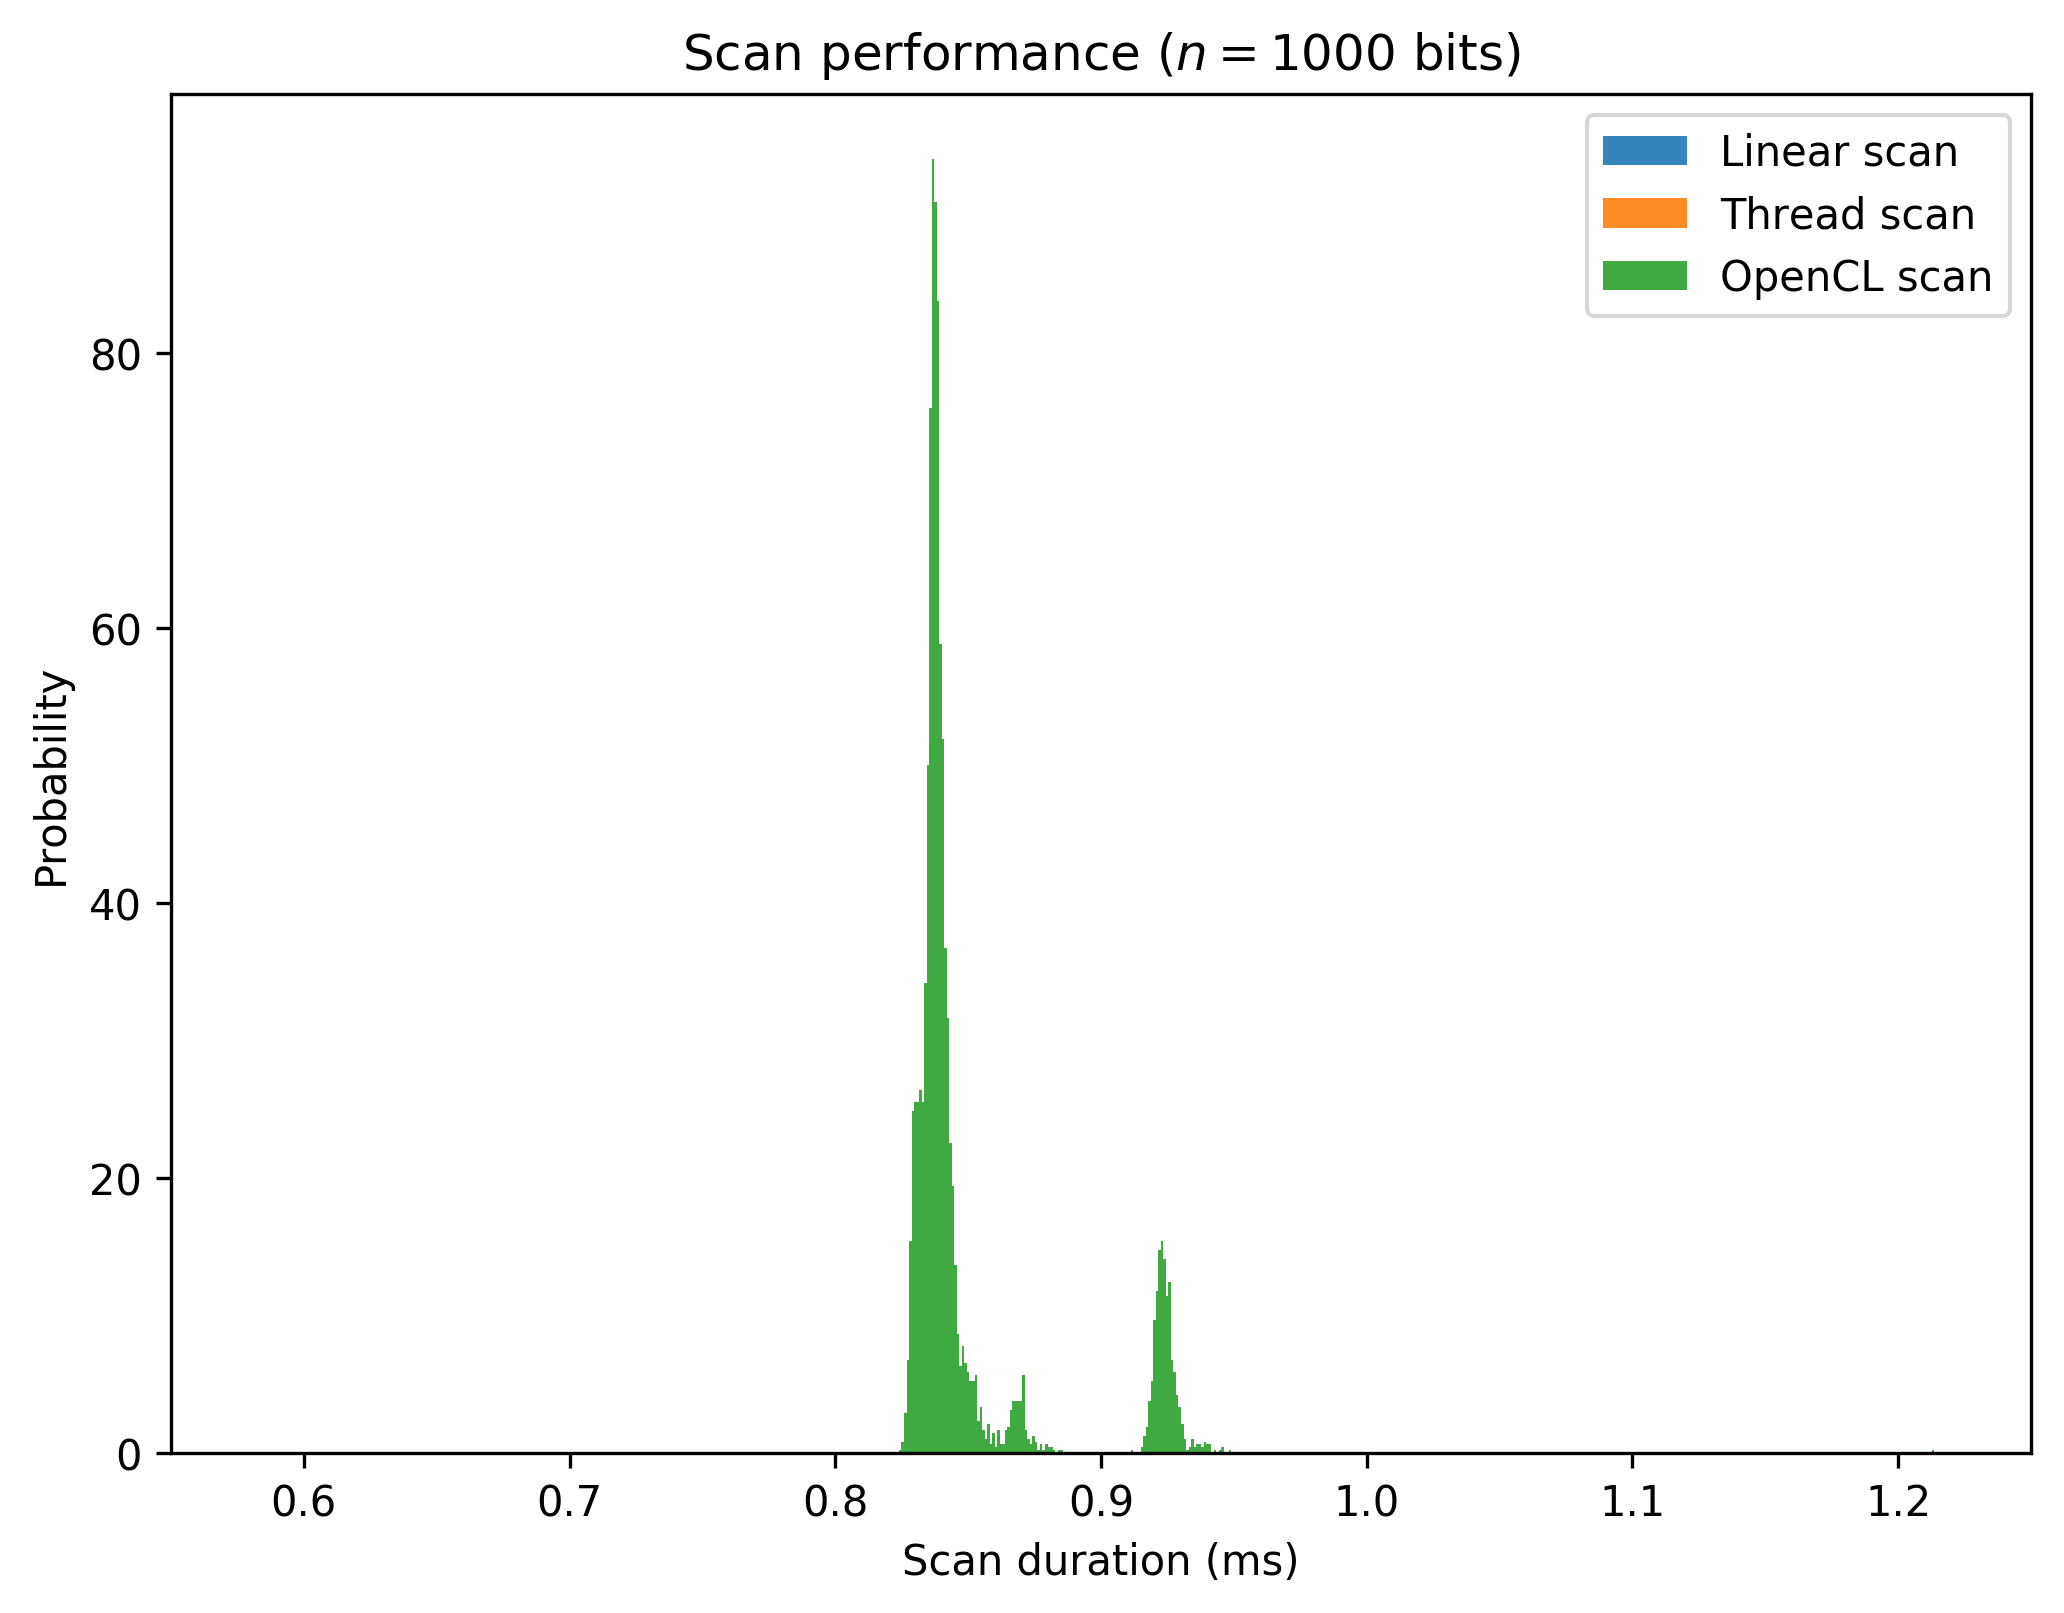 Scan performance (n = 1000 bits)
Linear scan
Thread scan
OpenCL scan
Probability
80
60
40
20
0
0.6 0.7 0.8 0.9 1.0 1.1 1.2
Scan duration (ms)